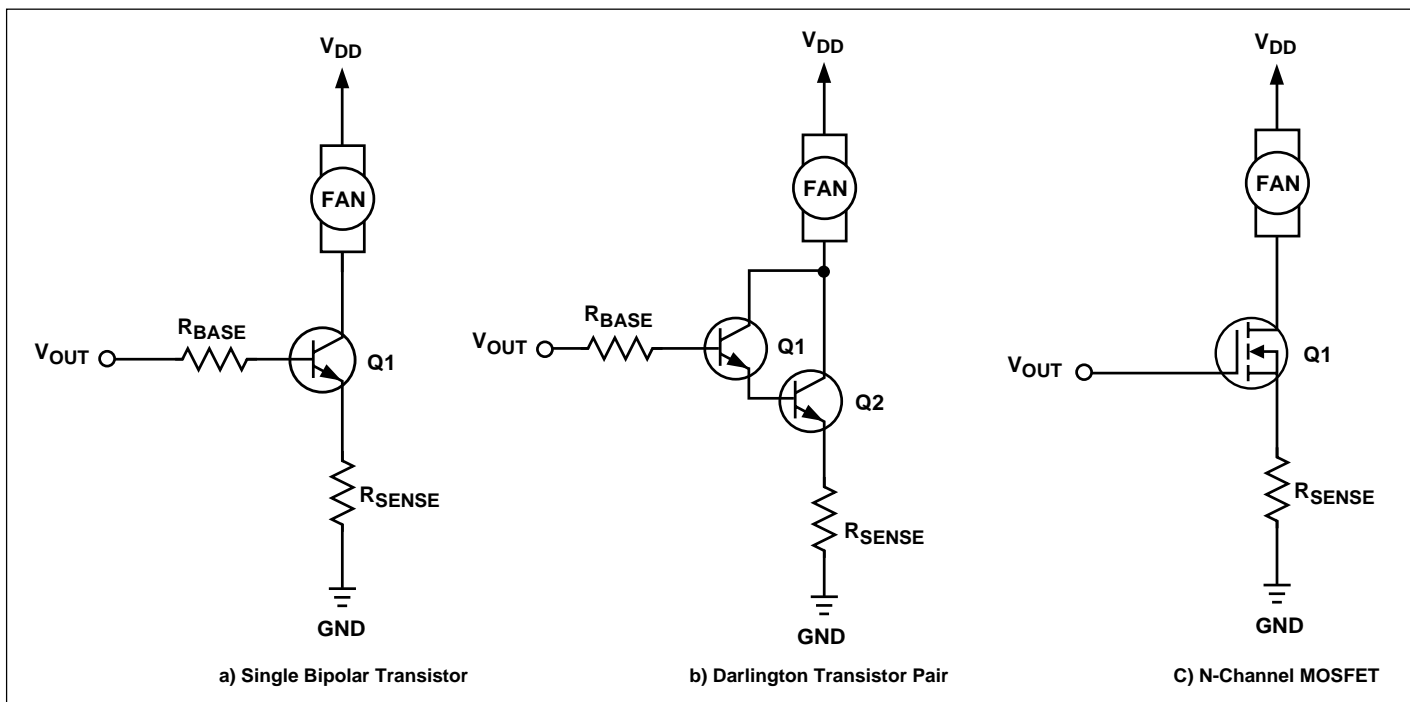 VDD
FAN
RBASE
VOUT
Q1
RSENSE
GND
a) Single Bipolar Transistor
VDD
FAN
RBASE
VOUT
Q1
Q2
RSENSE
GND
b) Darlington Transistor Pair
VDD
FAN
VOUT
Q1
RSENSE
GND
C) N-Channel MOSFET